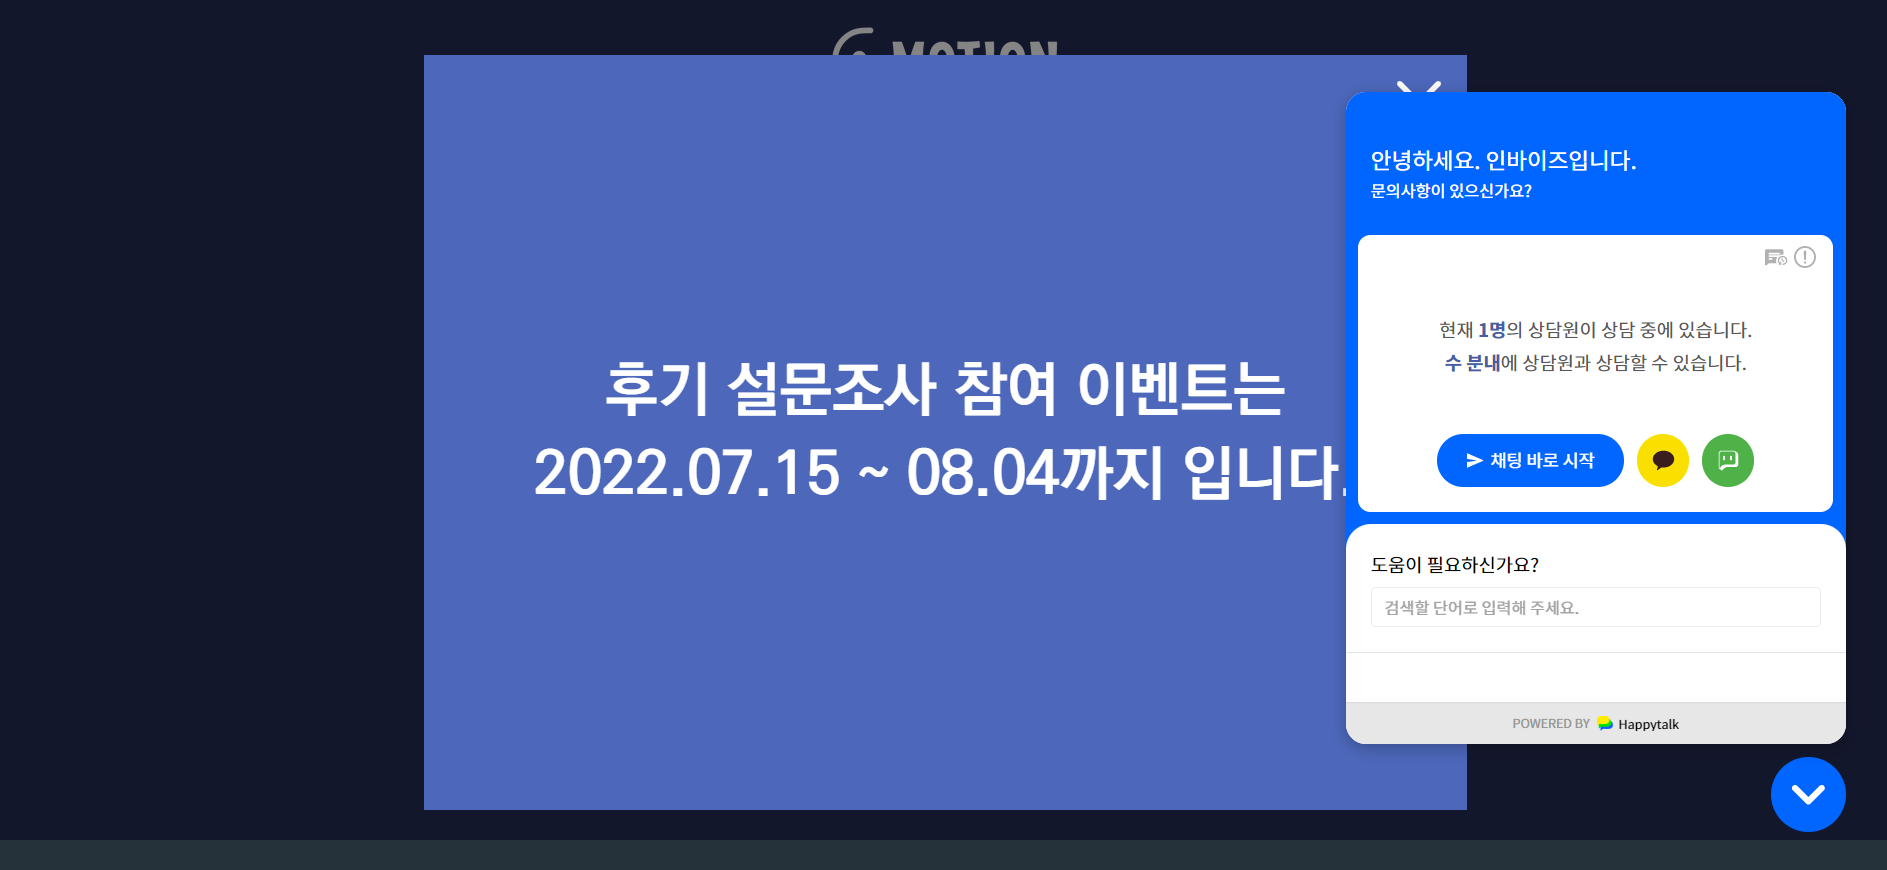 MOTION
후기 설문조사 참여 이벤트는
2022.07.15 ~ 08.04까지 입니다.
안녕하세요. 인바이즈입니다.
문의사항이 있으신가요?
현재 1명의 상담원이 상담 중에 있습니다.
수 분내에 상담원과 상담할 수 있습니다.
채팅 바로 시작
도움이 필요하신가요?
검색할 단어로 입력해 주세요.
POWERED BY Happytalk